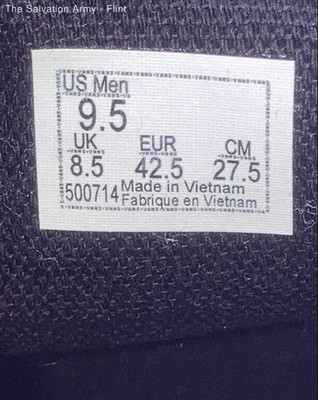 The Salvation Army - Flint
US Men
9.5
UK EUR CM
8.5 42.5 27.5
500714 Made in Vietnam
Fabrique en Vietnam